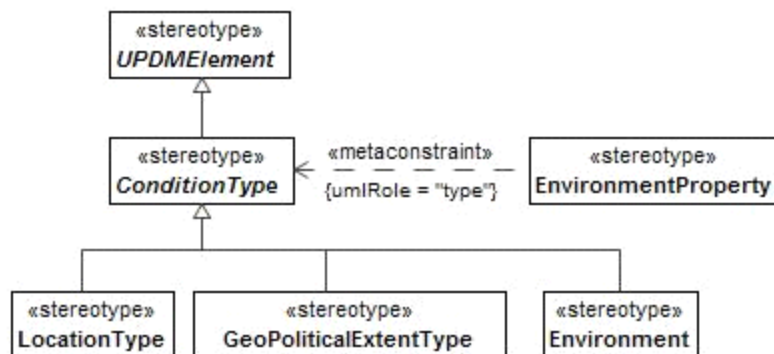 «stereotype»
UPDMElement
«stereotype»
ConditionType
«metaconstraint»
{umlRole = "type"}
«stereotype»
EnvironmentProperty
«stereotype»
LocationType
«stereotype»
GeoPoliticalExtentType
«stereotype»
Environment